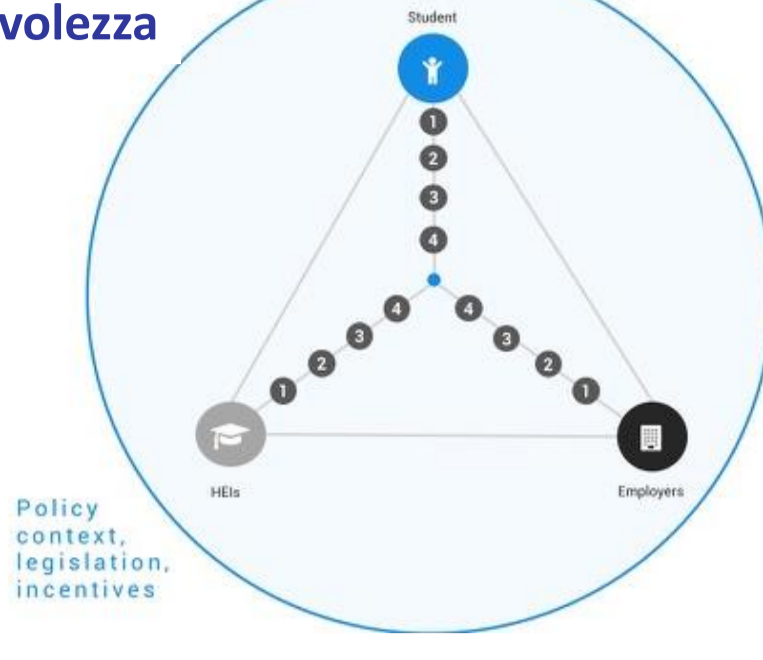 volezza
Student
1
2
3
4
4 4
3 3
2 2
1 1
HEIs
Employers
Policy
context,
legislation,
incentives